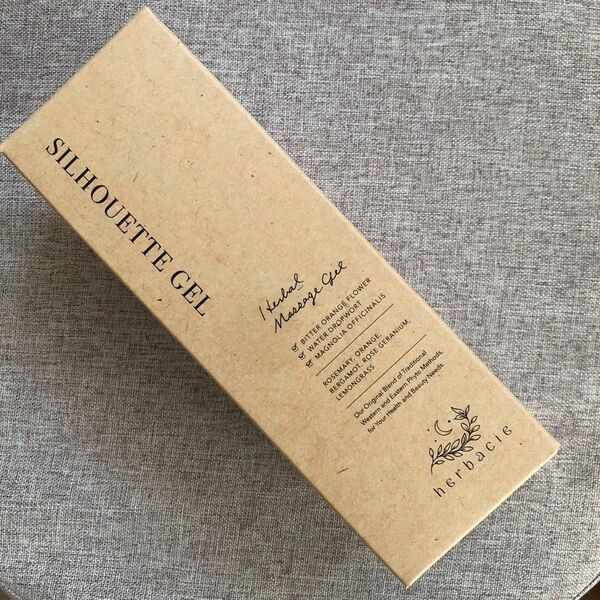 SILHOUETTE GEL
Herbal
Massage Gel
BITTER ORANGE FLOWER
WATER DROPWORT
MAGNOLIA OFFICINALIS
ROSEMARY, ORANGE,
BERGAMOT, ROSE GERANIUM,
LEMONGRASS
Our Original Blend of Traditional
Western and Eastern Phyto Methods,
for Your Health and Beauty Needs.
herbacie